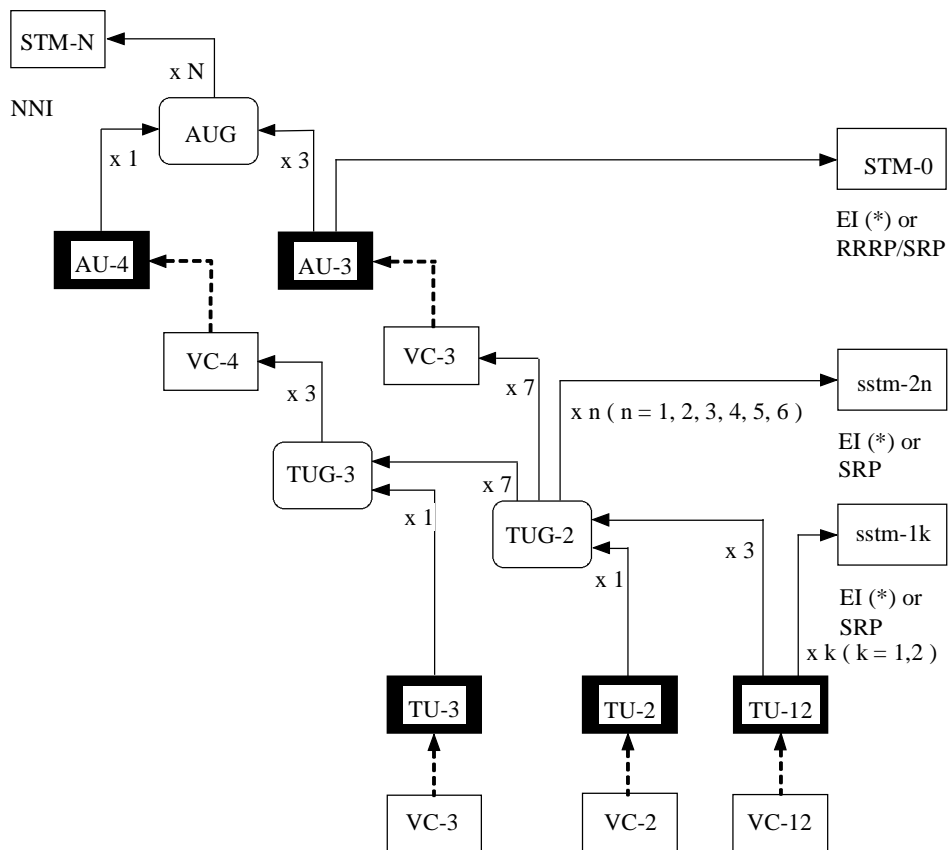 STM-N
x N
NNI
AUG
x 1
x 3
STM-0
EI (*) or
RRRP/SRP
AU-4
AU-3
VC-4
VC-3
x 3
x 7
sstm-2n
x n ( n = 1, 2, 3, 4, 5, 6 )
EI (*) or
SRP
TUG-3
x 7
x 1
TUG-2
x 3
sstm-1k
x 1
EI (*) or
SRP
x k ( k = 1,2 )
TU-3
TU-2
TU-12
VC-3
VC-2
VC-12